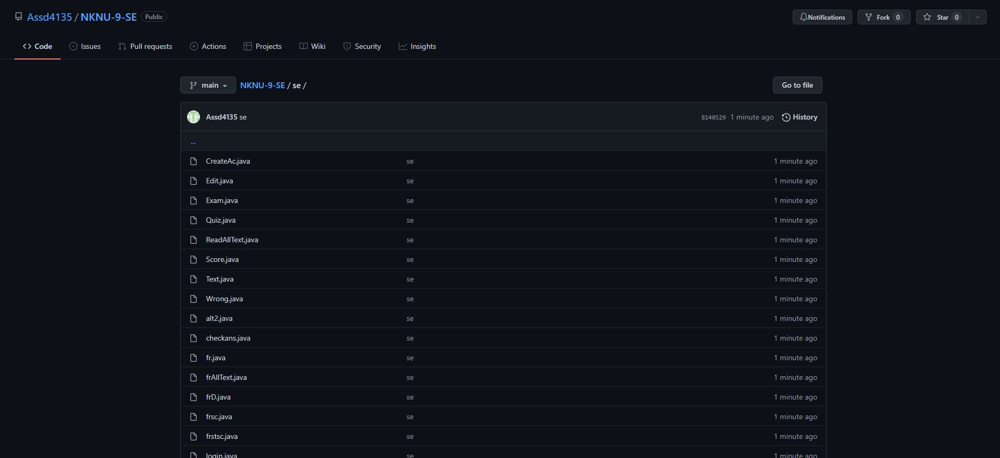 Assd4135 / NKNU-9-SE Public Notifications Fork 0 Star 0
Code Issues Pull requests Actions Projects Wiki Security Insights
main NKNU-9-SE / se / Go to file
Assd4135 se 8140529 1 minute ago History
..
CreateAc.java se 1 minute ago
Edit.java se 1 minute ago
Exam.java se 1 minute ago
Quiz.java se 1 minute ago
ReadAllText.java se 1 minute ago
Score.java se 1 minute ago
Text.java se 1 minute ago
Wrong.java se 1 minute ago
alt2.java se 1 minute ago
checkans.java se 1 minute ago
fr.java se 1 minute ago
frAllText.java se 1 minute ago
frD.java se 1 minute ago
frsc.java se 1 minute ago
frstsc.java se 1 minute ago
login.java se 1 minute ago